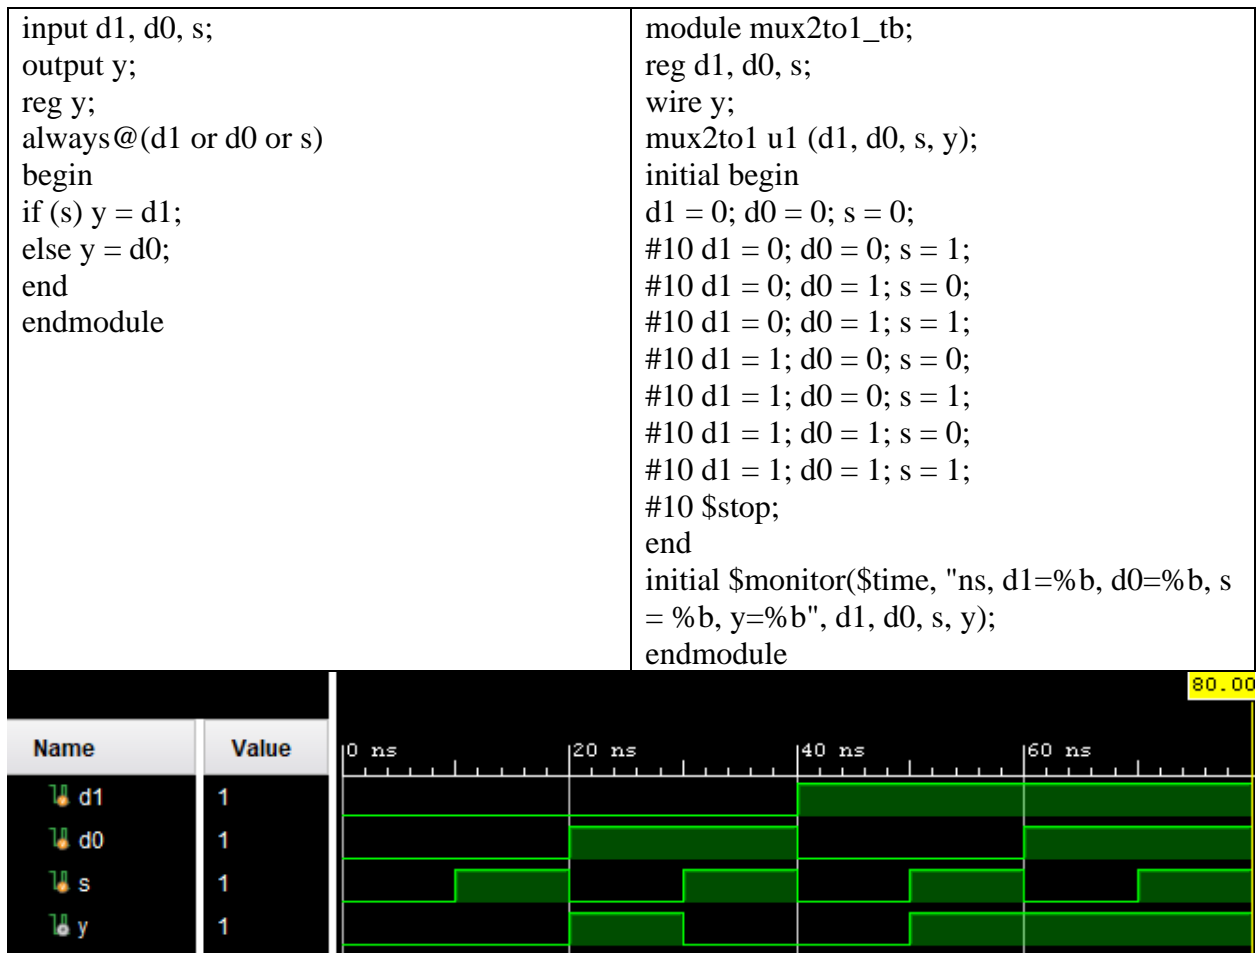 input d1, d0, s;
output y;
reg y;
always@(d1 or d0 or s)
begin
if (s) y = d1;
else y = d0;
end
endmodule
module mux2to1_tb;
reg d1, d0, s;
wire y;
mux2to1 u1 (d1, d0, s, y);
initial begin
d1 = 0; d0 = 0; s = 0;
#10 d1 = 0; d0 = 0; s = 1;
#10 d1 = 0; d0 = 1; s = 0;
#10 d1 = 0; d0 = 1; s = 1;
#10 d1 = 1; d0 = 0; s = 0;
#10 d1 = 1; d0 = 0; s = 1;
#10 d1 = 1; d0 = 1; s = 0;
#10 d1 = 1; d0 = 1; s = 1;
#10 $stop;
end
initial $monitor($time, "ns, d1=%b, d0=%b, s
= %b, y=%b", d1, d0, s, y);
endmodule
80.00
Name Value 0 ns 20 ns 40 ns 60 ns
d1 1
d0 1
s 1
y 1